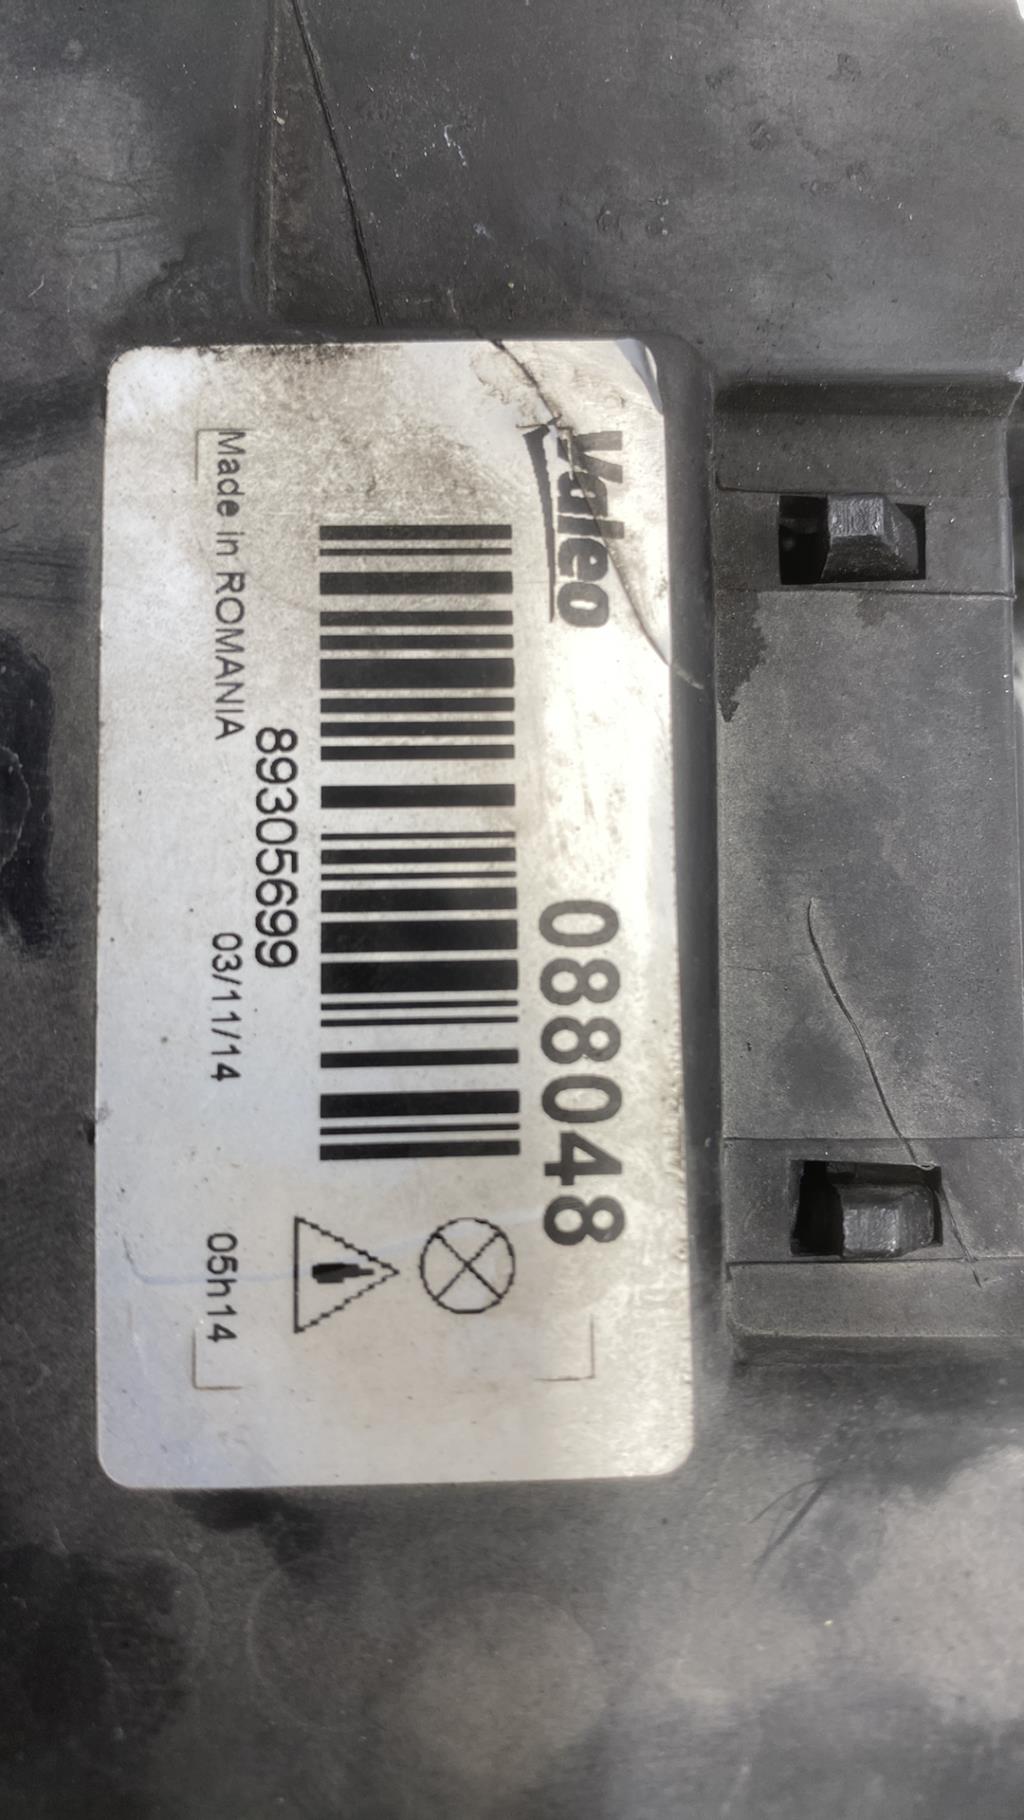 Valeo
088048
89305699
Made in ROMANIA 03/11/14 05h14